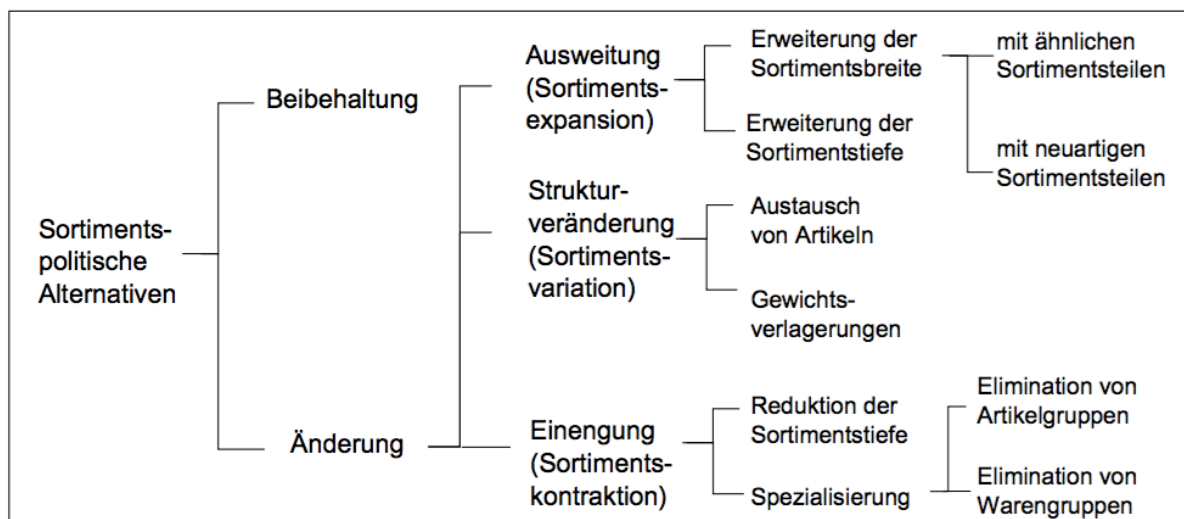 Sortiments-
politische
Alternativen
Beibehaltung
Änderung
Ausweitung
(Sortiments-
expansion)
Erweiterung der
Sortimentsbreite
mit ähnlichen
Sortimentsteilen
mit neuartigen
Sortimentsteilen
Erweiterung der
Sortimentstiefe
Struktur-
veränderung
(Sortiments-
variation)
Austausch
von Artikeln
Gewichts-
verlagerungen
Einengung
(Sortiments-
kontraktion)
Reduktion der
Sortimentstiefe
Spezialisierung
Elimination von
Artikelgruppen
Elimination von
Warengruppen